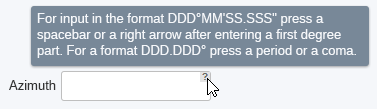 For input in the format DDD°MM'SS.SSS" press a
spacebar or a right arrow after entering a first degree
part. For a format DDD.DDD° press a period or a coma.
?
Azimuth